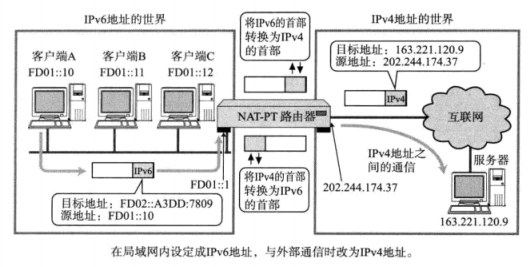 IPv6地址的世界
IPv4地址的世界
将IPv6的首部
转换为IPv4
的首部
客户端A
FD01::10
客户端B
FD01::11
客户端C
FD01::12
目标地址：163.221.120.9
源地址：202.244.174.37
IPv4
NAT-PT 路由器
互联网
IPv6
IPv4地址之
间的通信
服务器
目标地址：FD02::A3DD:7809
源地址：FD01::10
FD01::1
将IPv4的首部
转换为IPv6
的首部
202.244.174.37
163.221.120.9
在局域网内设定成IPv6地址，与外部通信时改为IPv4地址。